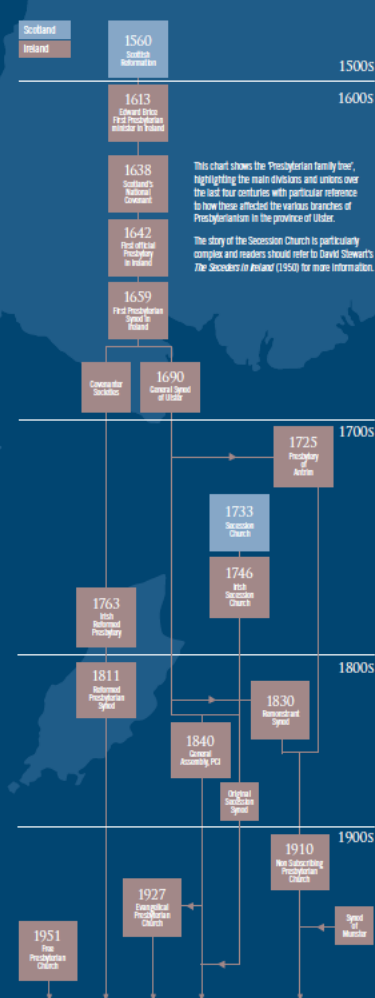 Scotland
Ireland
1560
Scottish
Reformation
1500s
1600s
1613
Edward Brice
First Presbyterian
minister in Ireland
1638
Scotland's
National
Covenant
This chart shows the 'Presbyterian family tree',
highlighting the main divisions and unions over
the last four centuries with particular reference
to how these affected the various branches of
Presbyterianism in the province of Ulster.
The story of the Secession Church is particularly
complex and readers should refer to David Stewart's
The Seceders in Ireland (1950) for more information.
1642
First official
Presbytery
in Ireland
1659
First Presbyterian
Synod in
Ireland
Covenanter
Societies
1690
General Synod
of Ulster
1700s
1725
Presbytery
of
Antrim
1733
Secession
Church
1746
Irish
Secession
Church
1763
Irish
Reformed
Presbytery
1800s
1811
Reformed
Presbyterian
Synod
1830
Remonstrant
Synod
1840
General
Assembly, PCI
Original
Secession
Synod
1900s
1910
Non Subscribing
Presbyterian
Church
1927
Evangelical
Presbyterian
Church
Synod
of
Munster
1951
Free
Presbyterian
Church